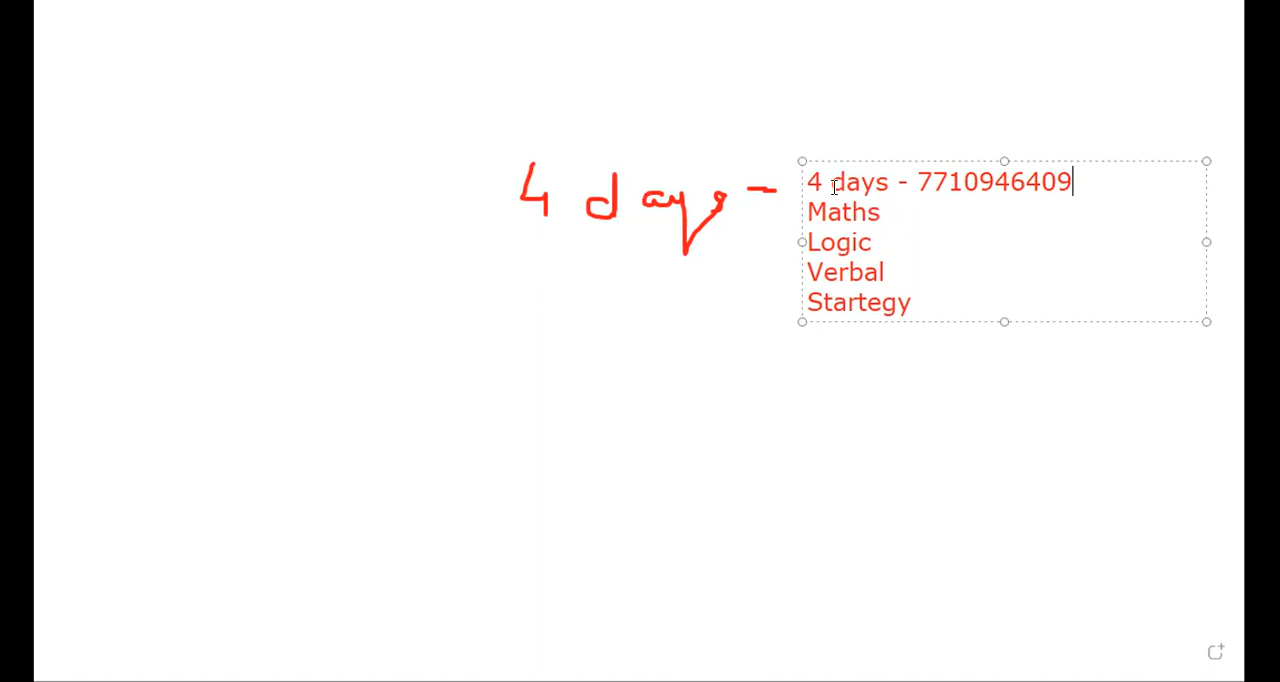 4 days -
4 days - 7710946409
Maths
Logic
Verbal
Startegy